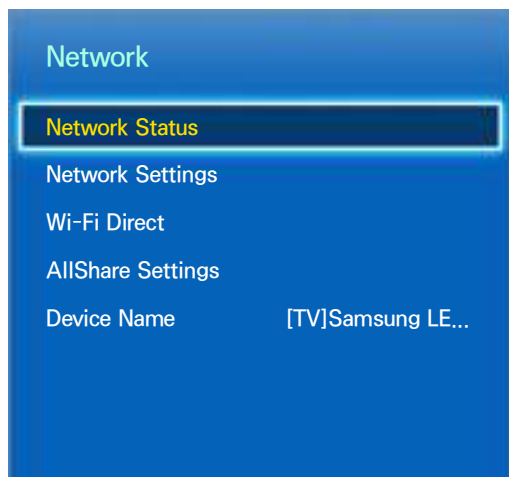 Network
Network Status
Network Settings
Wi-Fi Direct
AllShare Settings
Device Name [TV]Samsung LE...